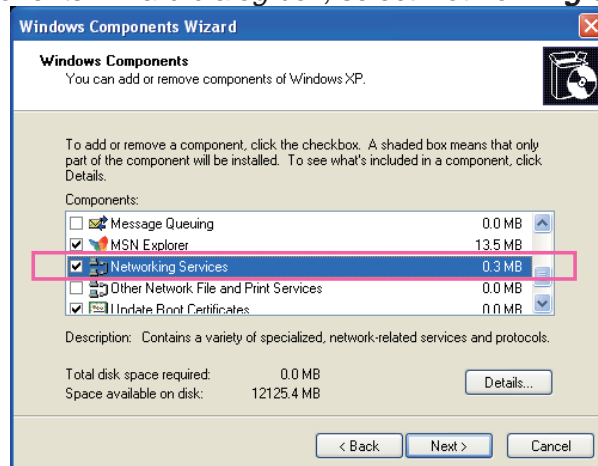 Windows Components Wizard
Windows Components
You can add or remove components of Windows XP.
To add or remove a component, click the checkbox. A shaded box means that only
part of the component will be installed. To see what's included in a component, click
Details.
Components:
Message Queuing 0.0 MB
MSN Explorer 13.5 MB
Networking Services 0.3 MB
Other Network File and Print Services 0.0 MB
Update Root Certificates 0.0 MB
Description: Contains a variety of specialized, network-related services and protocols.
Total disk space required: 0.0 MB
Space available on disk: 12125.4 MB
Details...
< Back Next > Cancel